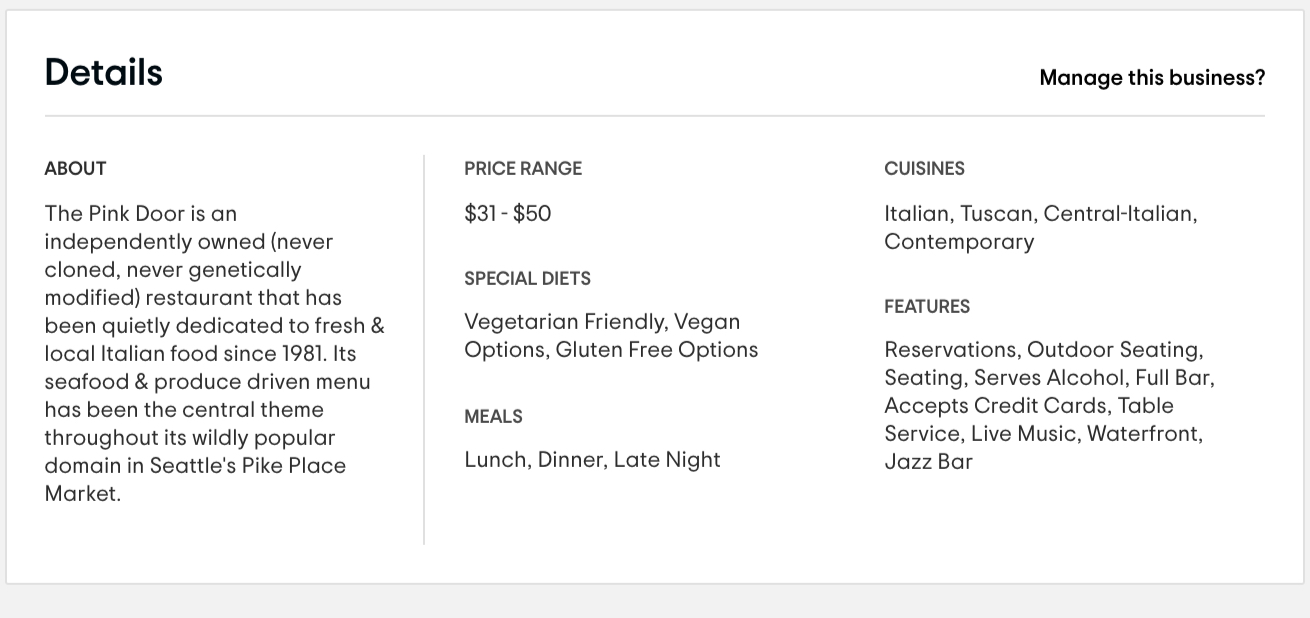 Details
Manage this business?
ABOUT
The Pink Door is an
independently owned (never
cloned, never genetically
modified) restaurant that has
been quietly dedicated to fresh &
local Italian food since 1981. Its
seafood & produce driven menu
has been the central theme
throughout its wildly popular
domain in Seattle's Pike Place
Market.
PRICE RANGE
$31 - $50
SPECIAL DIETS
Vegetarian Friendly, Vegan
Options, Gluten Free Options
MEALS
Lunch, Dinner, Late Night
CUISINES
Italian, Tuscan, Central-Italian,
Contemporary
FEATURES
Reservations, Outdoor Seating,
Seating, Serves Alcohol, Full Bar,
Accepts Credit Cards, Table
Service, Live Music, Waterfront,
Jazz Bar